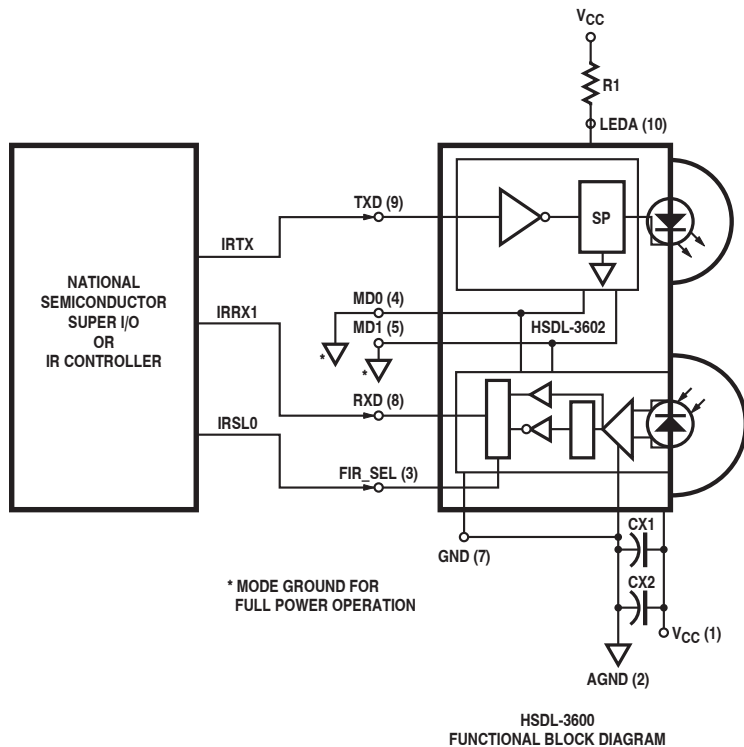 VCC
R1
LEDA (10)
TXD (9)
SP
IRTX
NATIONAL
SEMICONDUCTOR
SUPER I/O
OR
IR CONTROLLER
MD0 (4)
MD1 (5)
HSDL-3602
*
*
IRRX1
RXD (8)
IRSL0
FIR_SEL (3)
GND (7)
CX1
CX2
VCC (1)
AGND (2)
* MODE GROUND FOR
FULL POWER OPERATION
HSDL-3600
FUNCTIONAL BLOCK DIAGRAM